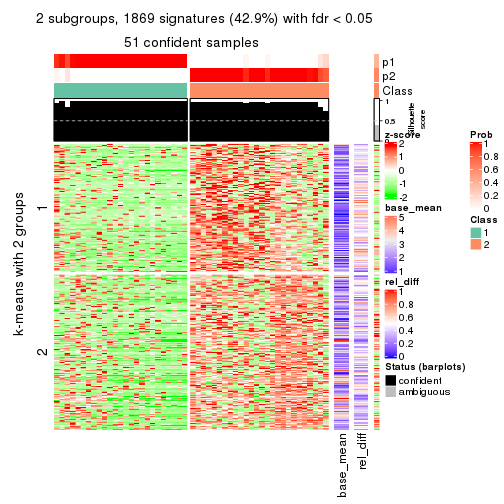 2 subgroups, 1869 signatures (42.9%) with fdr < 0.05
51 confident samples
p1
p2
Class
1
0.5
0
Silhouette
score
k-means with 2 groups
1
2
base_mean
rel_diff
z-score
2
1
0
-1
-2
base_mean
5
4
3
2
1
rel_diff
1
0.8
0.6
0.4
0.2
0
Status (barplots)
confident
ambiguous
Prob
1
0.8
0.6
0.4
0.2
0
Class
1
2